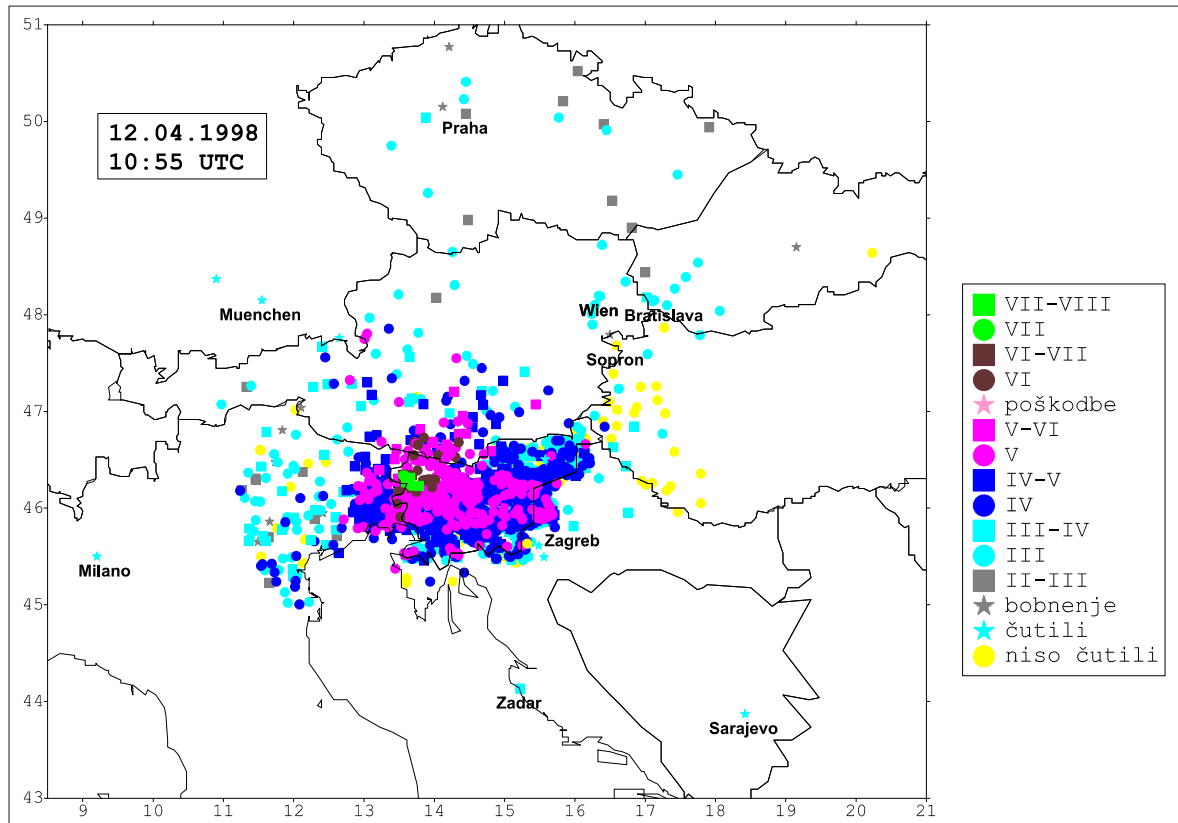 51
50
49
48
47
46
45
44
43
12.04.1998
10:55 UTC
Praha
Muenchen
Wien
Bratislava
Sopron
Milano
Zagreb
Zadar
Sarajevo
9 10 11 12 13 14 15 16 17 18 19 20 21
VII-VIII
VII
VI-VII
VI
poškodbe
V-VI
V
IV-V
IV
III-IV
III
II-III
bobnenje
čutili
niso čutili